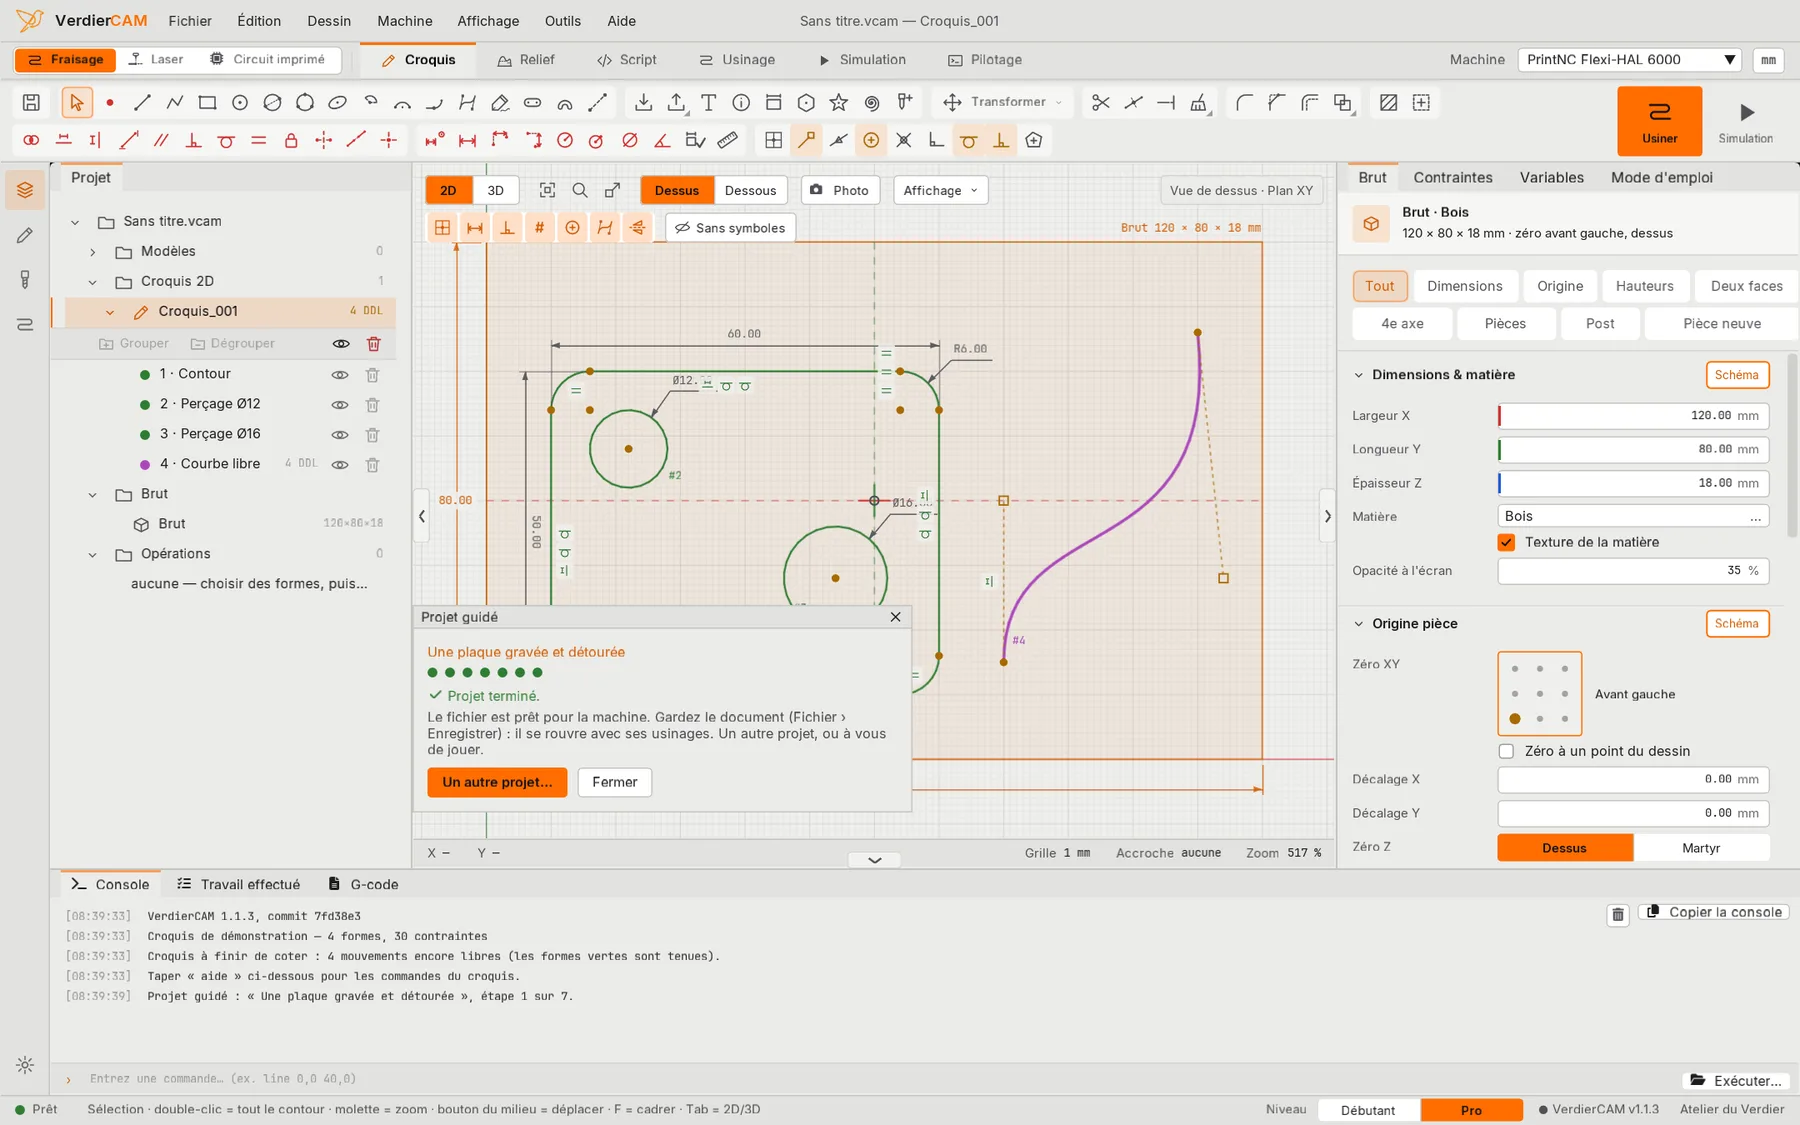 VerdierCAM Fichier Édition Dessin Machine Affichage Outils Aide Sans titre.vcam — Croquis_001
Fraisage Laser Circuit imprimé Croquis Relief Script Usinage Simulation Pilotage Machine PrintNC Flexi-HAL 6000 mm
Transformer
Usiner Simulation
Projet
Sans titre.vcam
Modèles 0
Croquis 2D 1
Croquis_001 4 DDL
Grouper Dégrouper
1 · Contour
2 · Perçage Ø12
3 · Perçage Ø16
4 · Courbe libre 4 DDL
Brut
Brut 120×80×18
Opérations 0
aucune — choisir des formes, puis...
2D 3D Dessus Dessous Photo Affichage Vue de dessus · Plan XY
Sans symboles
Brut 120 × 80 × 18 mm
60.00
R6.00
Ø12.
#2
80.00
Ø16.
50.00
#4
Projet guidé
Une plaque gravée et détourée
Projet terminé.
Le fichier est prêt pour la machine. Gardez le document (Fichier ›
Enregistrer) : il se rouvre avec ses usinages. Un autre projet, ou à vous
de jouer.
Un autre projet... Fermer
X — Y — Grille 1 mm Accroche aucune Zoom 517 %
Brut Contraintes Variables Mode d'emploi
Brut · Bois
120 × 80 × 18 mm · zéro avant gauche, dessus
Tout Dimensions Origine Hauteurs Deux faces
4e axe Pièces Post Pièce neuve
Dimensions & matière Schéma
Largeur X 120.00 mm
Longueur Y 80.00 mm
Épaisseur Z 18.00 mm
Matière Bois ...
Texture de la matière
Opacité à l'écran 35 %
Origine pièce Schéma
Zéro XY Avant gauche
Zéro à un point du dessin
Décalage X 0.00 mm
Décalage Y 0.00 mm
Zéro Z Dessus Martyr
Console Travail effectué G-code
[08:39:33] VerdierCAM 1.1.3, commit 7fd38e3
[08:39:33] Croquis de démonstration — 4 formes, 30 contraintes
[08:39:33] Croquis à finir de coter : 4 mouvements encore libres (les formes vertes sont tenues).
[08:39:33] Taper « aide » ci-dessous pour les commandes du croquis.
[08:39:39] Projet guidé : « Une plaque gravée et détourée », étape 1 sur 7.
Copier la console
› Entrez une commande… (ex. line 0,0 40,0)
Exécuter...
Prêt Sélection · double-clic = tout le contour · molette = zoom · bouton du milieu = déplacer · F = cadrer · Tab = 2D/3D Niveau Débutant Pro VerdierCAM v1.1.3 Atelier du Verdier